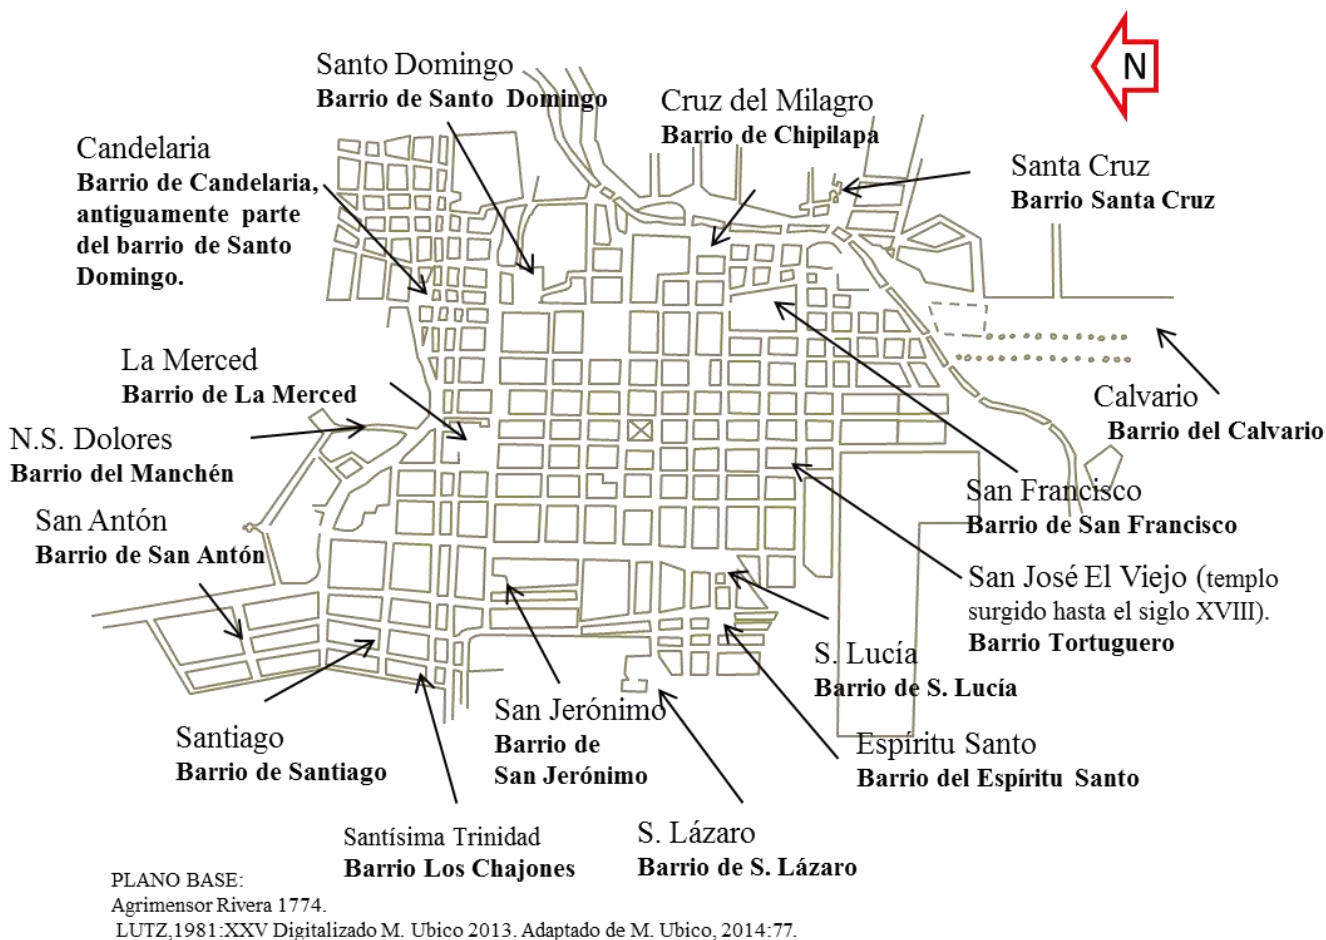 N
Santo Domingo
Barrio de Santo Domingo
Cruz del Milagro
Barrio de Chipilapa
Candelaria
Barrio de Candelaria,
antiguamente parte
del barrio de Santo
Domingo.
Santa Cruz
Barrio Santa Cruz
La Merced
Barrio de La Merced
Calvario
Barrio del Calvario
N.S. Dolores
Barrio del Manchén
San Francisco
Barrio de San Francisco
San Antón
Barrio de San Antón
San José El Viejo (templo
surgido hasta el siglo XVIII).
Barrio Tortuguero
S. Lucía
Barrio de S. Lucía
Santiago
Barrio de Santiago
San Jerónimo
Barrio de
San Jerónimo
Espíritu Santo
Barrio del Espíritu Santo
Santísima Trinidad
Barrio Los Chajones
S. Lázaro
Barrio de S. Lázaro
PLANO BASE:
Agrimensor Rivera 1774.
LUTZ,1981:XXV Digitalizado M. Ubico 2013. Adaptado de M. Ubico, 2014:77.